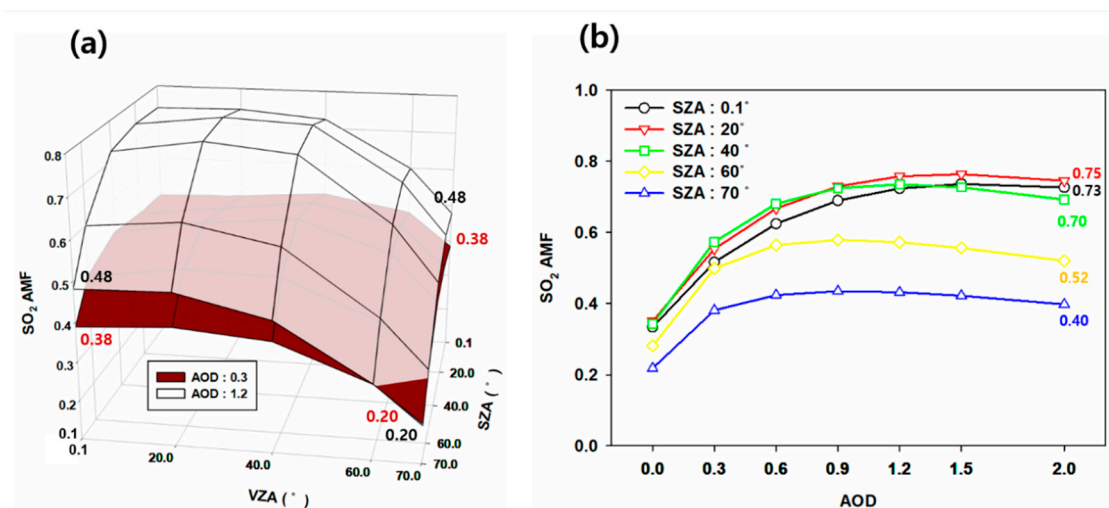 (a)
0.8
0.7
0.6
0.5
0.4
0.3
0.2
0.1
SO2 AMF
0.48
0.38
0.48
0.38
0.20
0.20
AOD : 0.3
AOD : 1.2
0.1
20.0
40.0
60.0
70.0
VZA ( ° )
0.1
20.0
40.0
60.0
70.0
SZA ( ° )
(b)
1.0
0.8
0.6
0.4
0.2
0.0
SO2 AMF
SZA : 0.1°
SZA : 20°
SZA : 40 °
SZA : 60°
SZA : 70 °
0.75
0.73
0.70
0.52
0.40
0.0 0.3 0.6 0.9 1.2 1.5 2.0
AOD